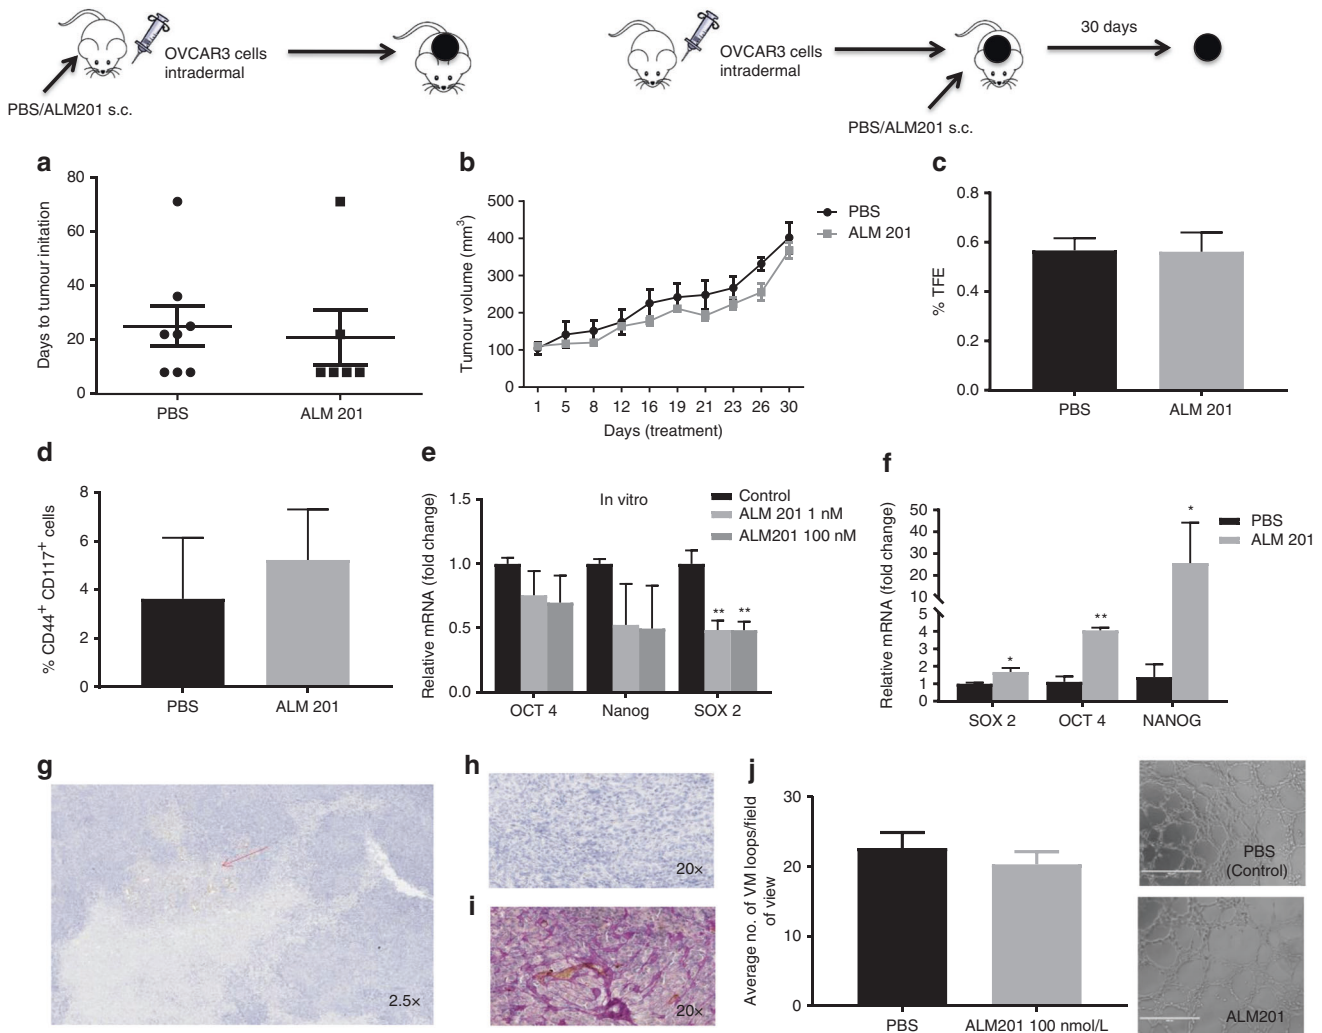 OVCAR3 cells
intradermal
PBS/ALM201 s.c.
OVCAR3 cells
intradermal
30 days
PBS/ALM201 s.c.
a
Days to tumour initation
80
60
40
20
0
PBS
ALM 201
b
Tumour volume (mm³)
500
400
300
200
100
0
1 5 8 12 16 19 21 23 26 30
Days (treatment)
PBS
ALM 201
c
% TFE
0.8
0.6
0.4
0.2
0.0
PBS
ALM 201
d
% CD44⁺ CD117⁺ cells
8
6
4
2
0
PBS
ALM 201
e
Relative mRNA (fold change)
1.5
1.0
0.5
0.0
In vitro
Control
ALM 201 1 nM
ALM201 100 nM
** **
OCT 4 Nanog SOX 2
f
Relative mRNA (fold change)
50
40
30
20
10
5
4
2
1
0
* ** *
SOX 2 OCT 4 NANOG
PBS
ALM 201
g
2.5×
h
20×
i
20×
j
Average no. of VM loops/field
of view
30
20
10
0
PBS
ALM201 100 nmol/L
PBS
(Control)
ALM201